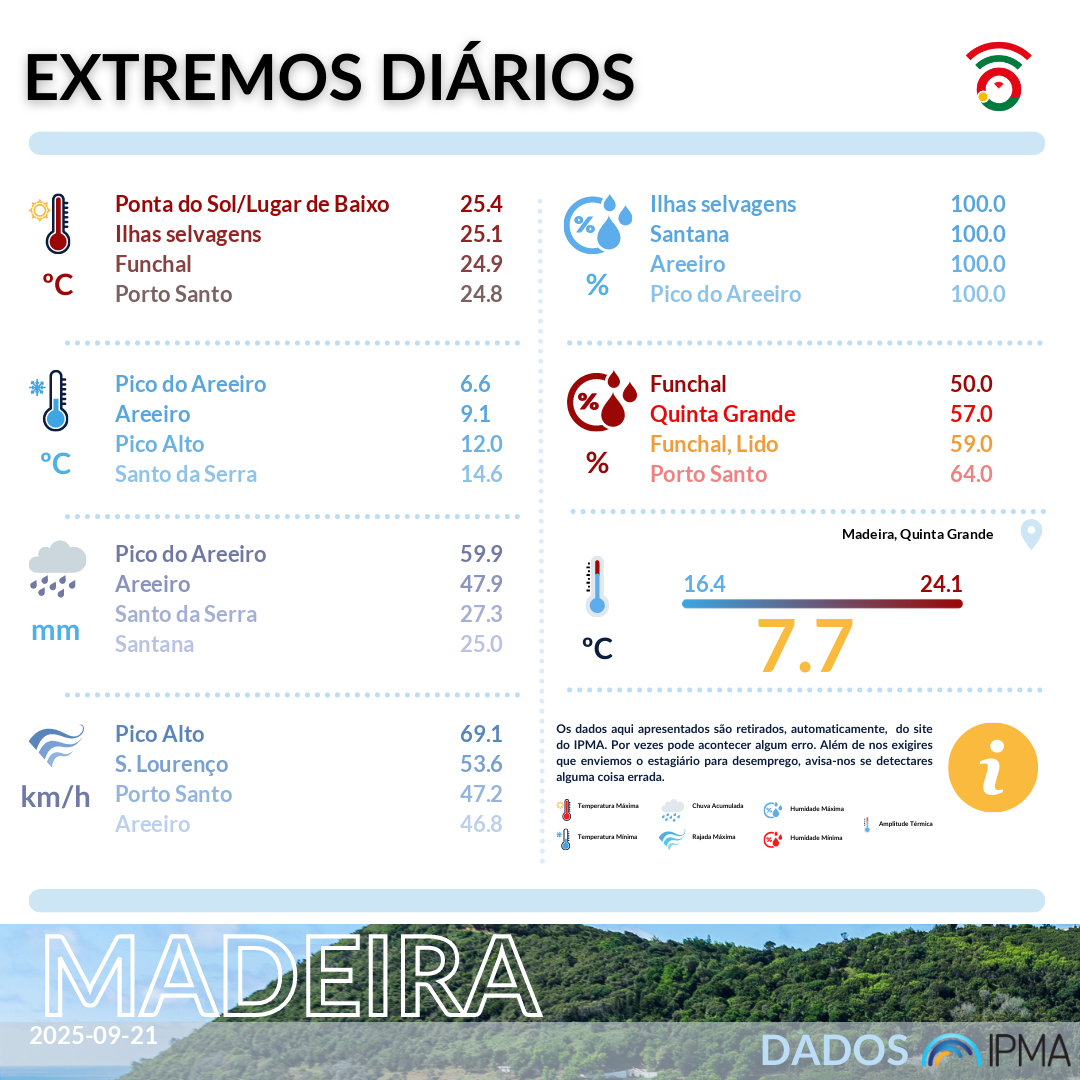 EXTREMOS DIÁRIOS
Ponta do Sol/Lugar de Baixo 25.4
Ilhas selvagens 25.1
Funchal 24.9
Porto Santo 24.8
ºC
Pico do Areeiro 6.6
Areeiro 9.1
Pico Alto 12.0
Santo da Serra 14.6
ºC
Pico do Areeiro 59.9
Areeiro 47.9
Santo da Serra 27.3
Santana 25.0
mm
Pico Alto 69.1
S. Lourenço 53.6
Porto Santo 47.2
Areeiro 46.8
km/h
%
Ilhas selvagens 100.0
Santana 100.0
Areeiro 100.0
Pico do Areeiro 100.0
%
%
Funchal 50.0
Quinta Grande 57.0
Funchal, Lido 59.0
Porto Santo 64.0
%
Madeira, Quinta Grande
16.4 24.1
7.7
ºC
Os dados aqui apresentados são retirados, automaticamente, do site
do IPMA. Por vezes pode acontecer algum erro. Além de nos exigires
que enviemos o estagiário para desemprego, avisa-nos se detectares
alguma coisa errada.
i
Temperatura Máxima Chuva Acumulada Humidade Máxima
Amplitude Térmica
Temperatura Mínima Rajada Máxima Humidade Mínima
MADEIRA
2025-09-21
DADOS IPMA